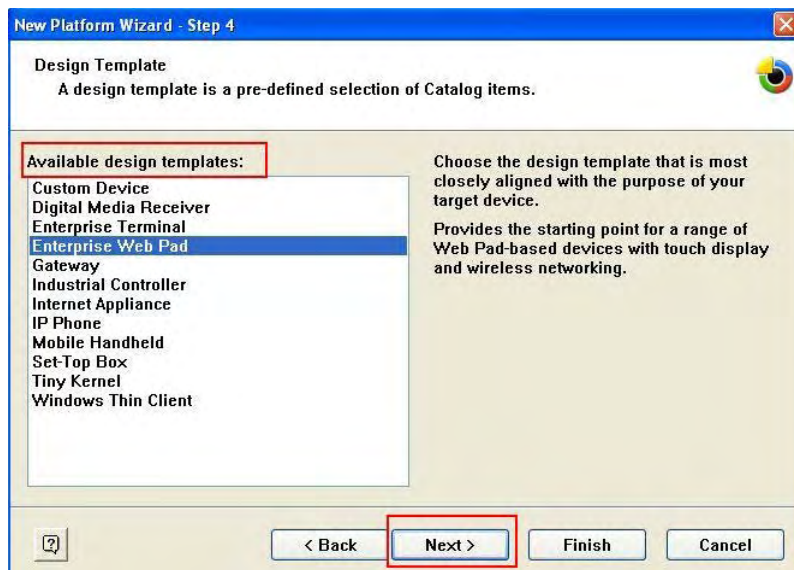 New Platform Wizard - Step 4
Design Template
A design template is a pre-defined selection of Catalog items.
Available design templates:
Custom Device
Digital Media Receiver
Enterprise Terminal
Enterprise Web Pad
Gateway
Industrial Controller
Internet Appliance
IP Phone
Mobile Handheld
Set-Top Box
Tiny Kernel
Windows Thin Client
Choose the design template that is most
closely aligned with the purpose of your
target device.
Provides the starting point for a range of
Web Pad-based devices with touch display
and wireless networking.
?
< Back
Next >
Finish
Cancel